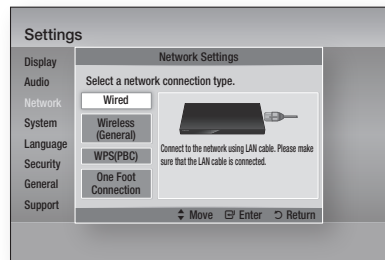 Settings
Display
Audio
Network
System
Language
Security
General
Support
Network Settings
Select a network connection type.
Wired
Wireless
(General)
WPS(PBC)
One Foot
Connection
Connect to the network using LAN cable. Please make
sure that the LAN cable is connected.
Move Enter Return